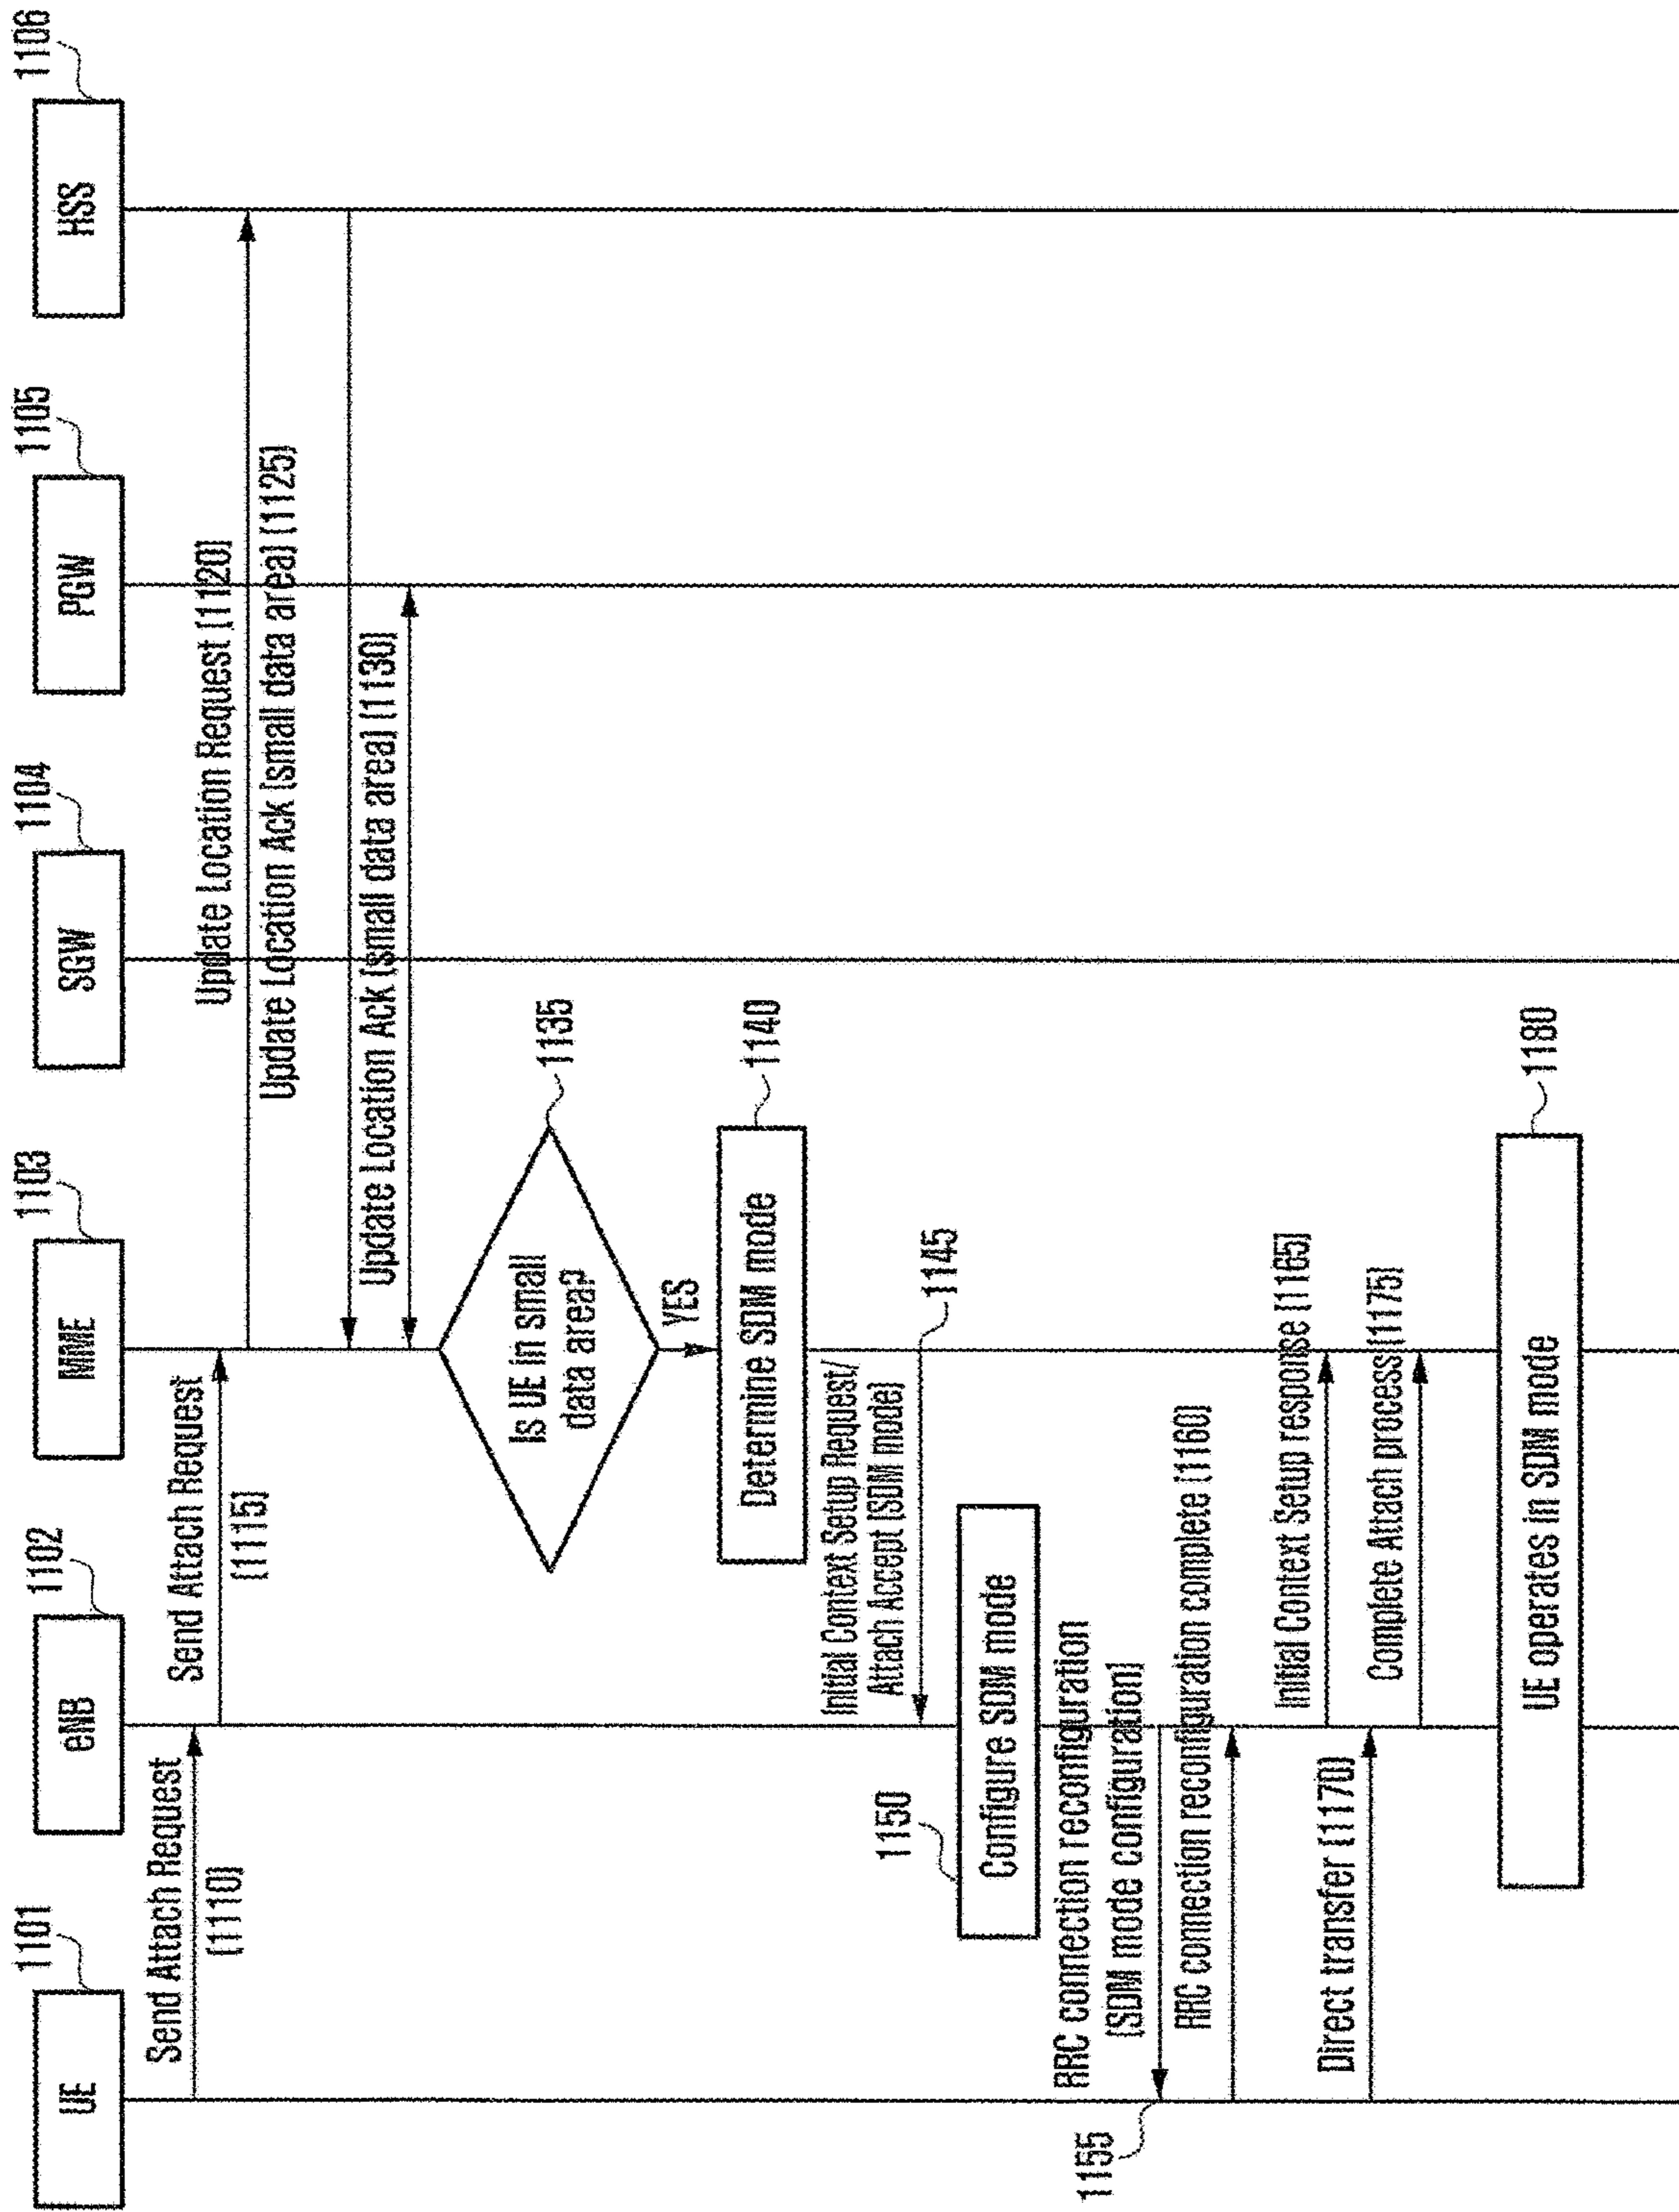 UE
1101
eNB
1102
MME
1103
SGW
1104
PGW
1105
HSS
1106
Send Attach Request
(1110)
Send Attach Request
(1115)
Update Location Request (1120)
Update Location Ack (small data area) (1125)
Update Location Ack (small data area) (1130)
Is UE in small
data area?
1135
YES
Determine SDM mode
1140
Initial Context Setup Request/
Attach Accept (SDM mode)
1145
Configure SDM mode
1150
RRC connection reconfiguration
(SDM mode configuration)
1155
RRC connection reconfiguration complete (1160)
Initial Context Setup response (1165)
Direct transfer (1170)
Complete Attach process (1175)
UE operates in SDM mode
1180